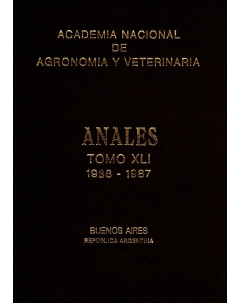 ACADEMIA NACIONAL
DE
AGRONOMIA Y VETERINARIA
ANALES
TOMO XLI
1986 - 1987
BUENOS AIRES
REPUBLICA ARGENTINA